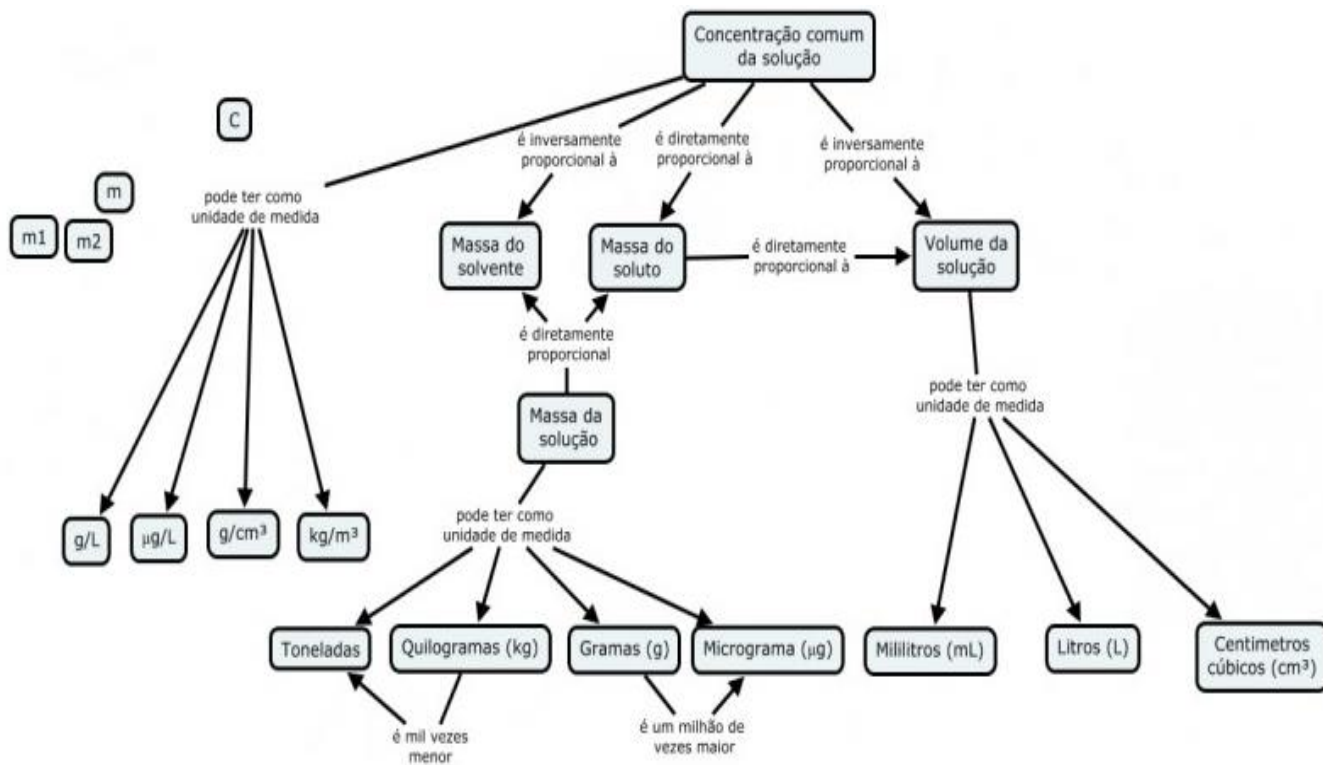 Concentração comum
da solução
C
é inversamente
proporcional à
é diretamente
proporcional à
é inversamente
proporcional à
m
m1
m2
pode ter como
unidade de medida
Massa do
solvente
Massa do
soluto
é diretamente
proporcional à
Volume da
solução
é diretamente
proporcional
Massa da
solução
pode ter como
unidade de medida
g/L
μg/L
g/cm³
kg/m³
pode ter como
unidade de medida
Toneladas
Quilogramas (kg)
Gramas (g)
Micrograma (μg)
Mililitros (mL)
Litros (L)
Centimetros
cúbicos (cm³)
é mil vezes
menor
é um milhão de
vezes maior